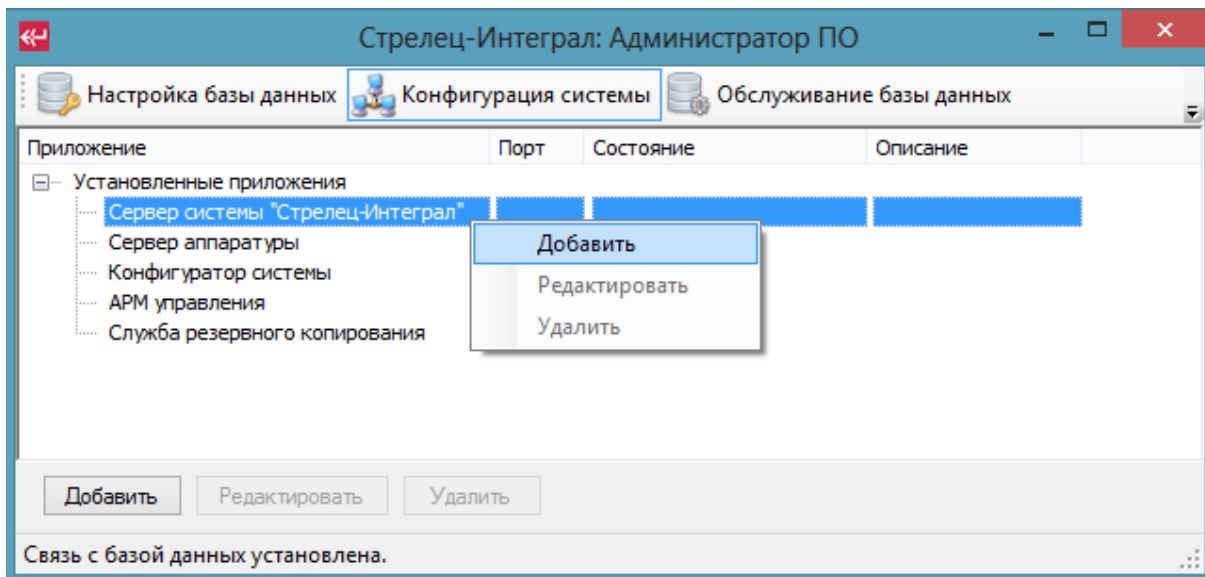 Стрелец-Интеграл: Администратор ПО
Настройка базы данных Конфигурация системы Обслуживание базы данных
Приложение Порт Состояние Описание
Установленные приложения
Сервер системы "Стрелец-Интеграл"
Сервер аппаратуры
Конфигуратор системы
АРМ управления
Служба резервного копирования
Добавить
Редактировать
Удалить
Добавить Редактировать Удалить
Связь с базой данных установлена.